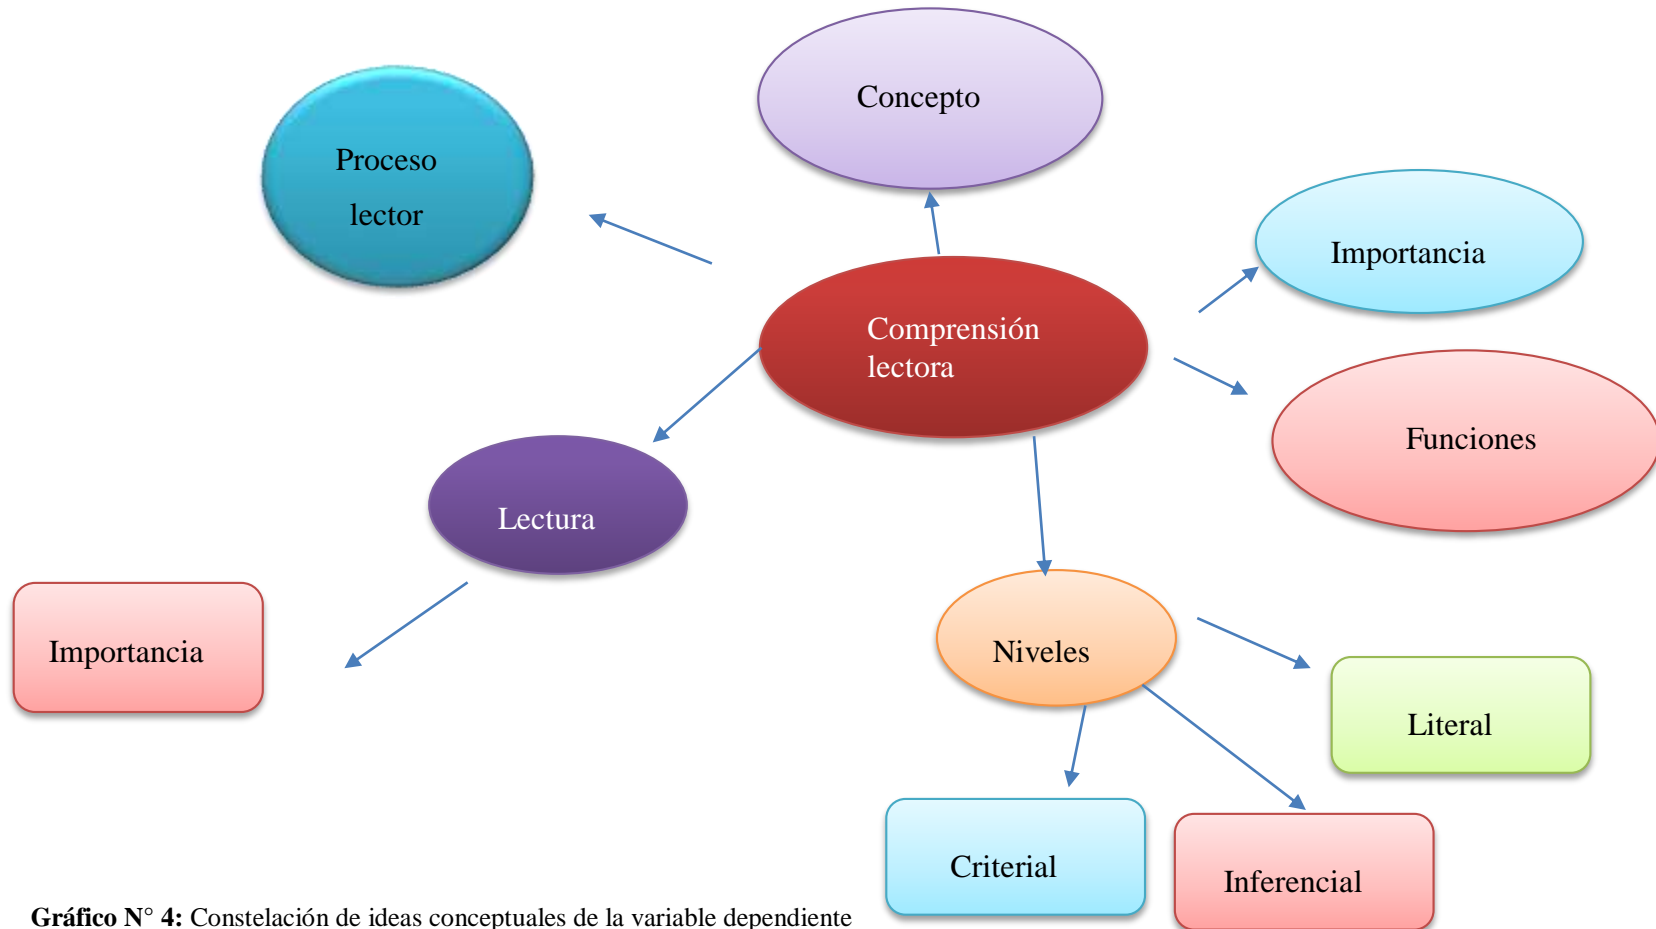 Concepto
Proceso
lector
Importancia
Comprensión
lectora
Funciones
Lectura
Importancia
Niveles
Literal
Criterial
Inferencial
Gráfico N° 4: Constelación de ideas conceptuales de la variable dependiente